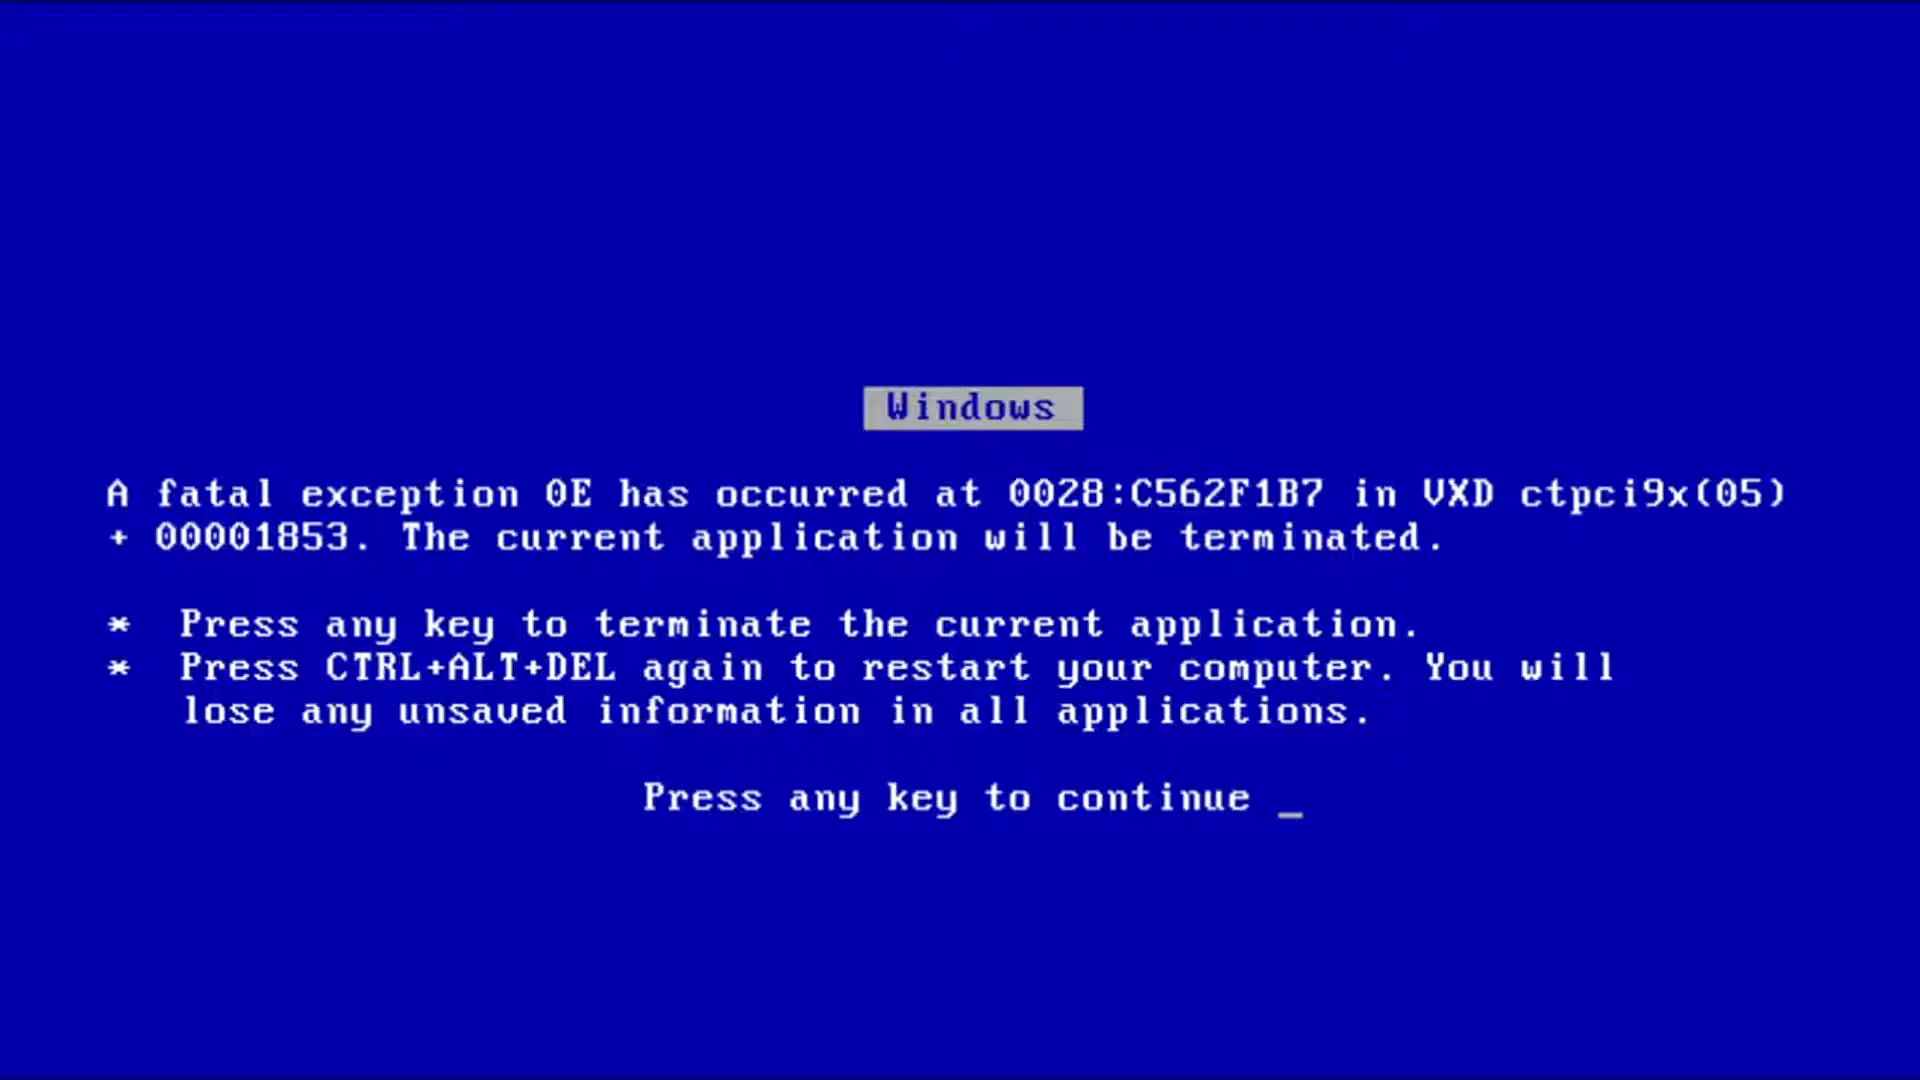 Windows
A fatal exception 0E has occurred at 0028:C562F1B7 in VXD ctpci9x(05)
+ 00001853. The current application will be terminated.
* Press any key to terminate the current application.
* Press CTRL+ALT+DEL again to restart your computer. You will
lose any unsaved information in all applications.
Press any key to continue _